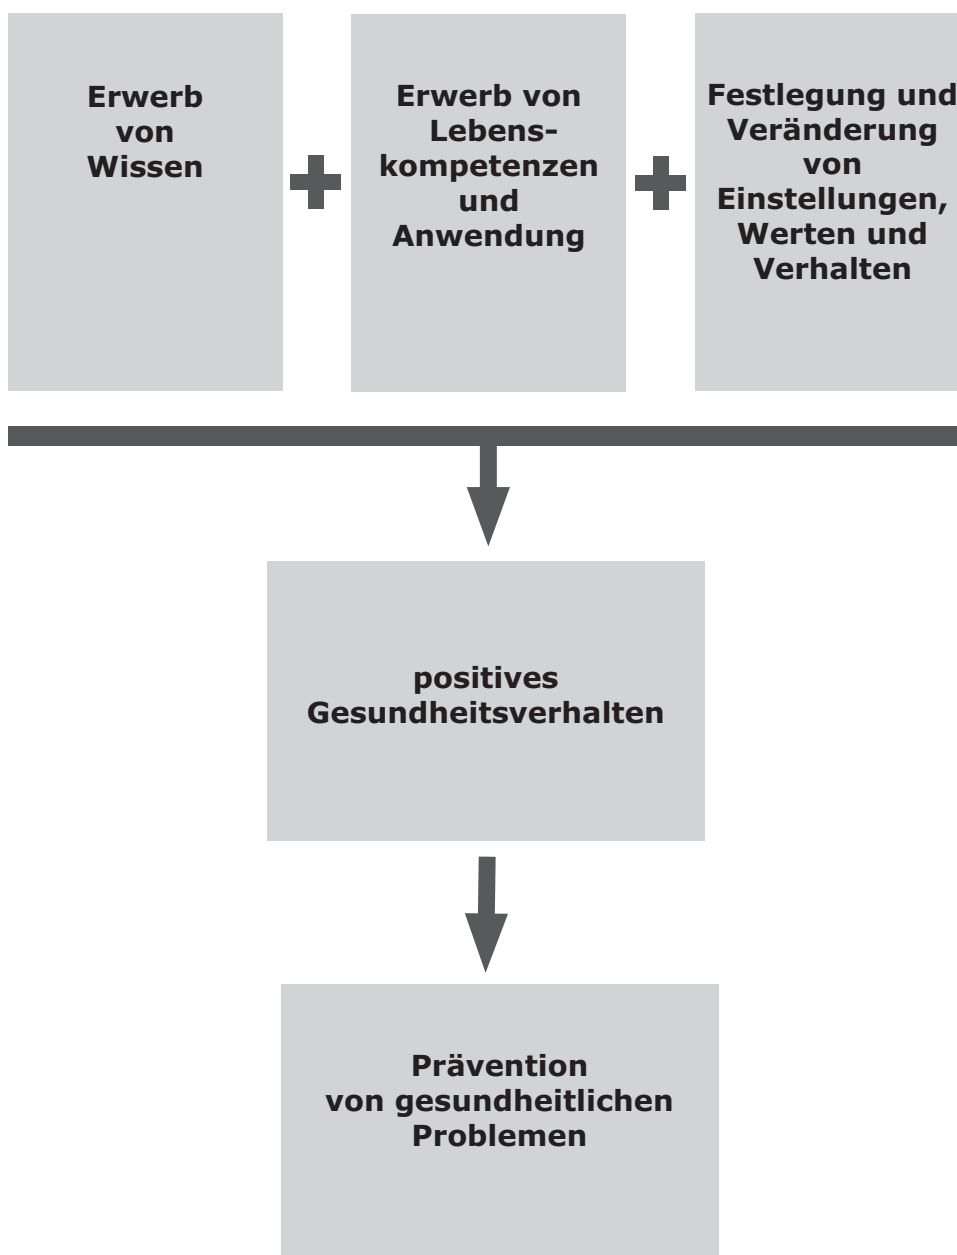 Erwerb
von
Wissen
Erwerb von
Lebens-
kompetenzen
und
Anwendung
Festlegung und
Veränderung
von
Einstellungen,
Werten und
Verhalten
positives
Gesundheitsverhalten
Prävention
von gesundheitlichen
Problemen